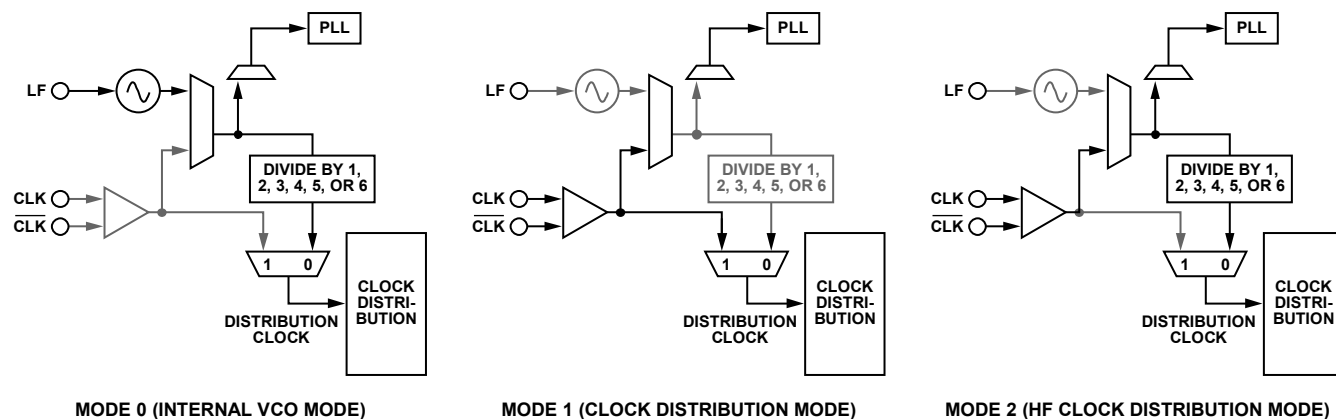 PLL
LF
DIVIDE BY 1,
2, 3, 4, 5, OR 6
CLK
CLK
1 0
CLOCK
DISTRI-
BUTION
DISTRIBUTION
CLOCK
MODE 0 (INTERNAL VCO MODE)
PLL
LF
DIVIDE BY 1,
2, 3, 4, 5, OR 6
CLK
CLK
1 0
CLOCK
DISTRI-
BUTION
DISTRIBUTION
CLOCK
MODE 1 (CLOCK DISTRIBUTION MODE)
PLL
LF
DIVIDE BY 1,
2, 3, 4, 5, OR 6
CLK
CLK
1 0
CLOCK
DISTRI-
BUTION
DISTRIBUTION
CLOCK
MODE 2 (HF CLOCK DISTRIBUTION MODE)